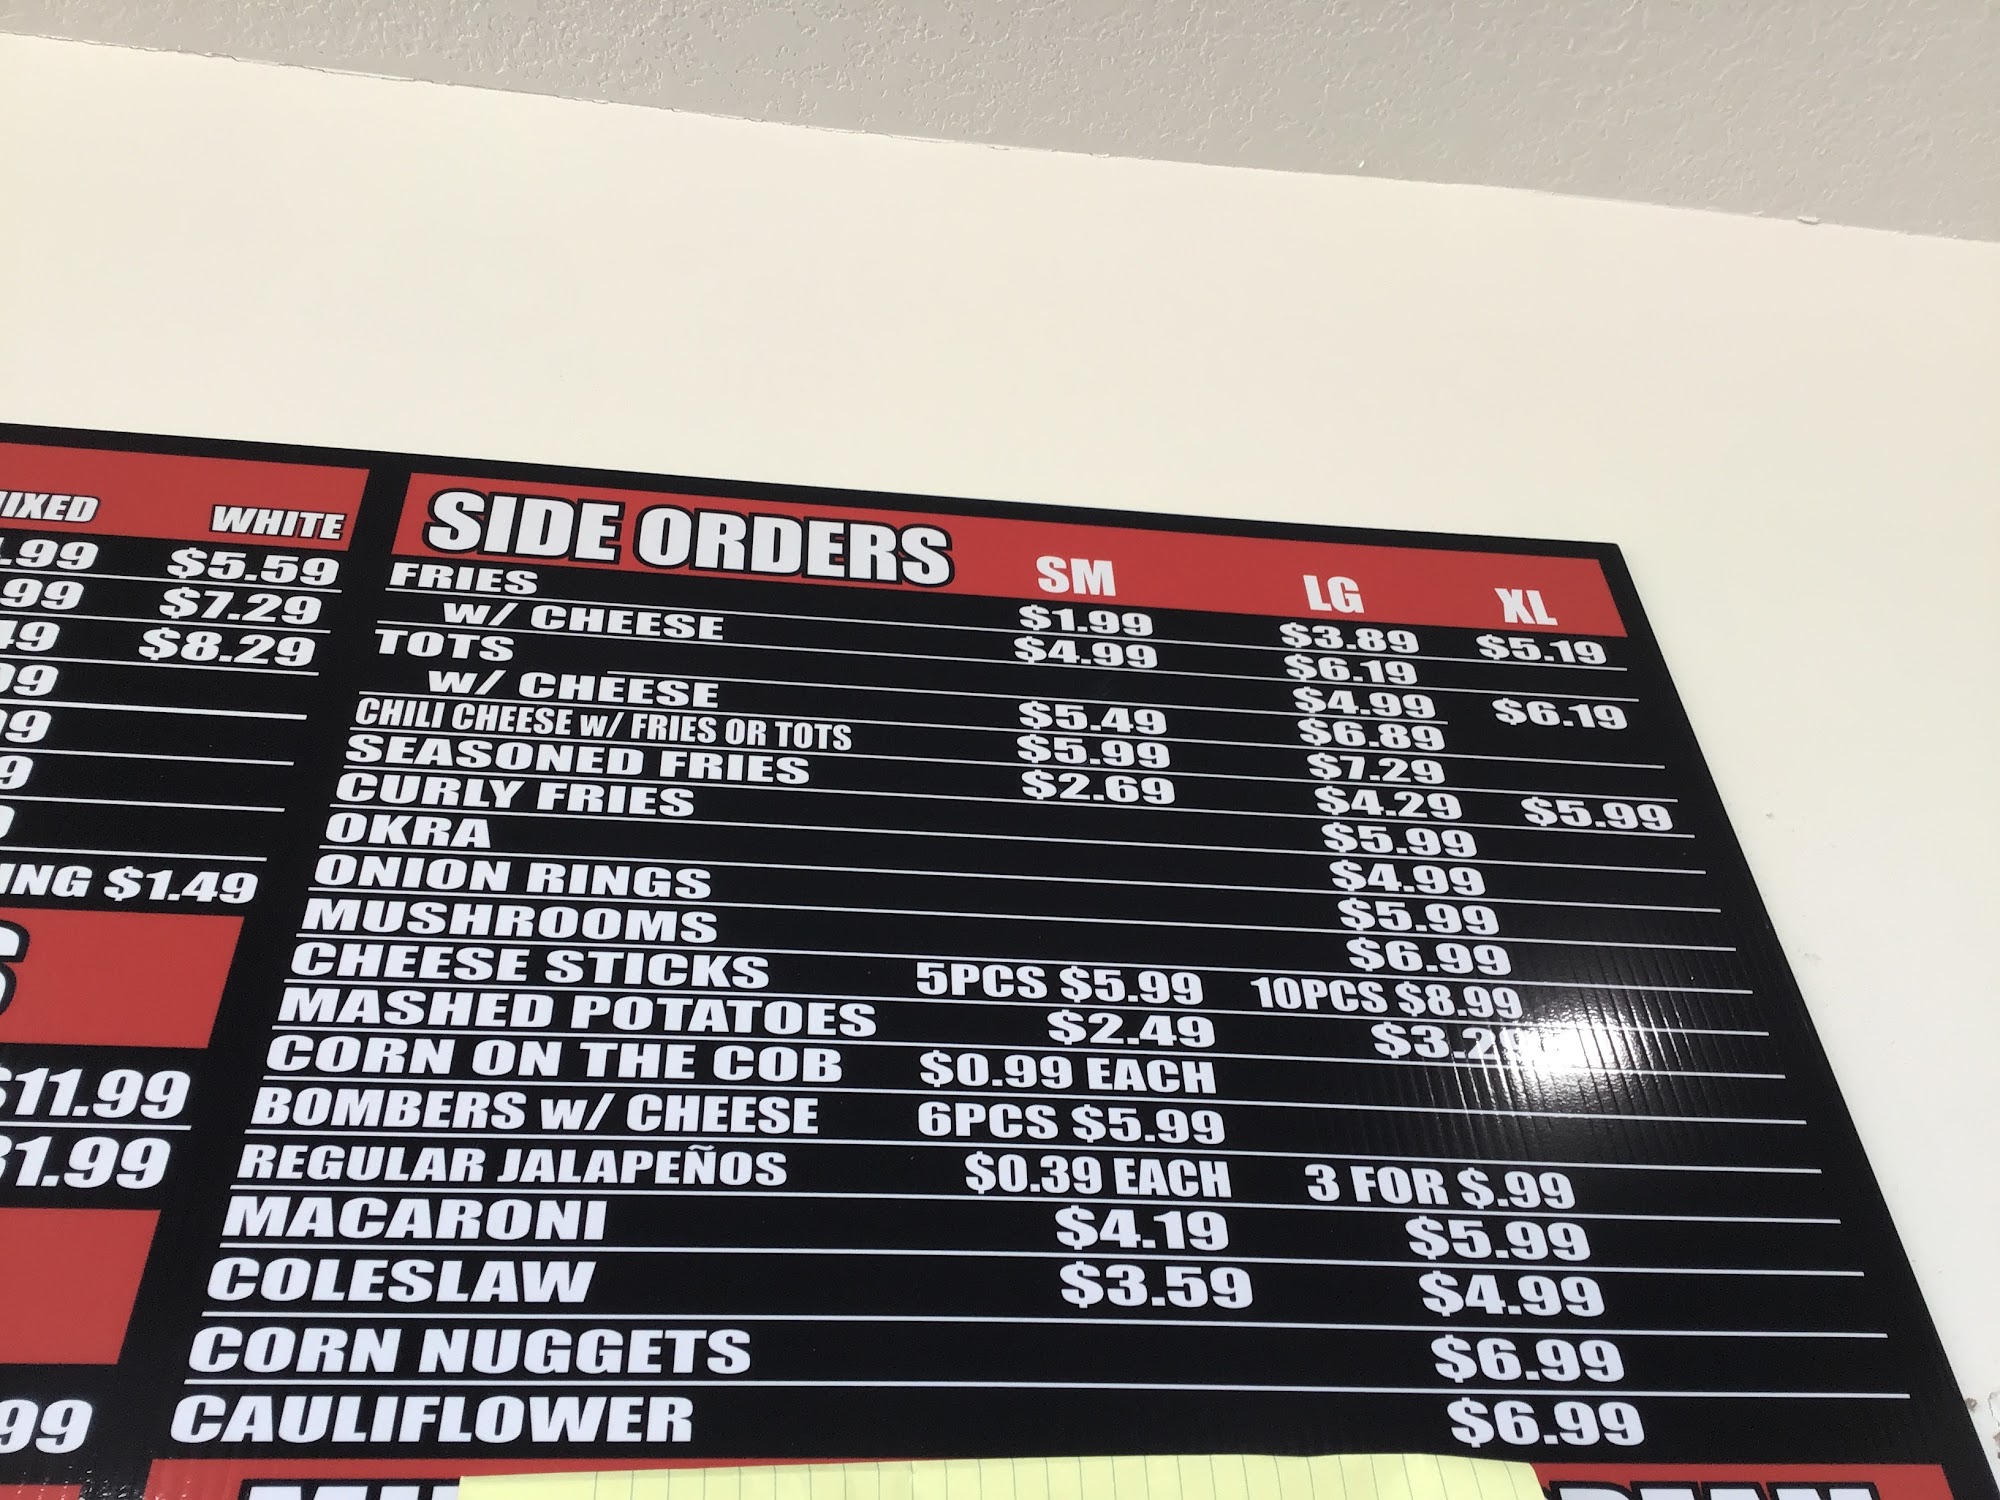 WHITE
$5.59
$7.29
$8.29
$1.49
$11.99
SIDE ORDERS SM LG XL
FRIES $1.99 $3.89 $5.19
W/ CHEESE $4.99 $6.19
TOTS $4.99 $6.19
W/ CHEESE $5.49 $6.89
CHILI CHEESE W/ FRIES OR TOTS $5.99 $7.29
SEASONED FRIES $2.69 $4.29 $5.99
CURLY FRIES $5.99
OKRA $4.99
ONION RINGS $5.99
MUSHROOMS $6.99
CHEESE STICKS 5PCS $5.99 10PCS $8.99
MASHED POTATOES $2.49
CORN ON THE COB $0.99 EACH
BOMBERS W/ CHEESE 6PCS $5.99
REGULAR JALAPEÑOS $0.39 EACH 3 FOR $.99
MACARONI $4.19 $5.99
COLESLAW $3.59 $4.99
CORN NUGGETS $6.99
CAULIFLOWER $6.99